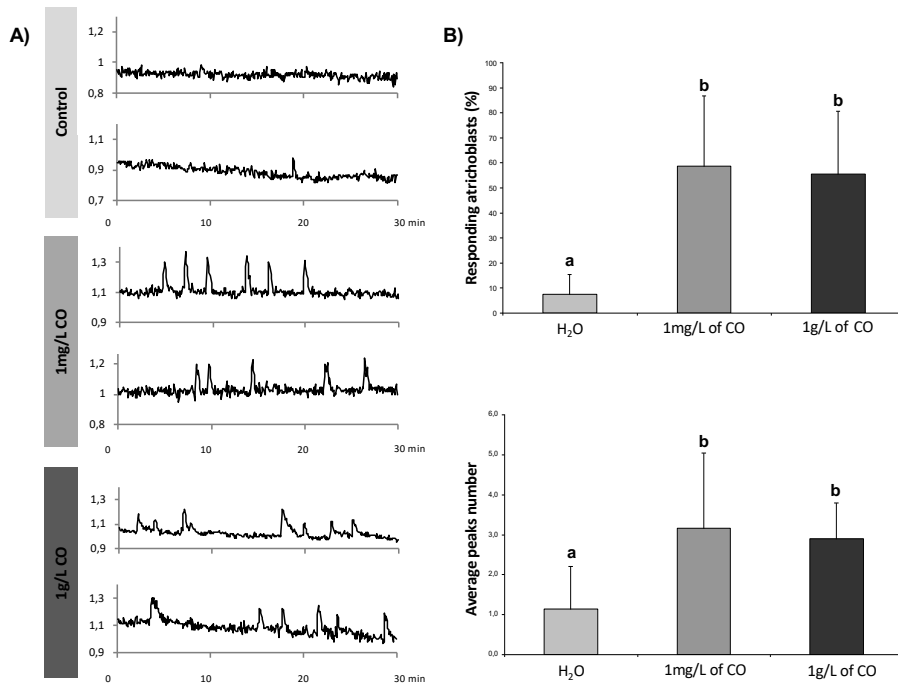 A)
Control
1,2
1
0,8
1,1
0,9
0,7
0
10
20
30 min
1mg/L CO
1,3
1,1
0,9
1,2
1
0,8
0
10
20
30 min
1g/L CO
1,3
1,1
0,9
1,3
1,1
0,9
0
10
20
30 min
B)
Responding atrichoblasts (%)
100
90
80
70
60
50
40
30
20
10
0
a
b
b
H₂O
1mg/L of CO
1g/L of CO
Average peaks number
6,0
5,0
4,0
3,0
2,0
1,0
0,0
a
b
b
H₂O
1mg/L of CO
1g/L of CO